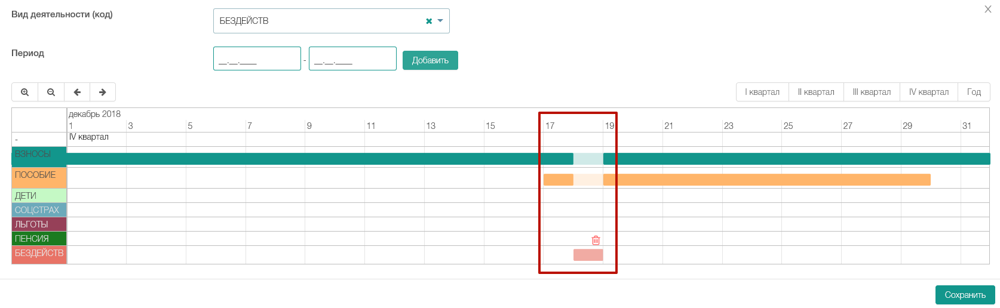 Вид деятельности (код)
БЕЗДЕЙСТВ
X
Период
__.__.____ - __.__.____ Добавить
I квартал II квартал III квартал IV квартал Год
декабрь 2018
1 3 5 7 9 11 13 15 17 19 21 23 25 27 29 31
- IV квартал
ВЗНОСЫ
ПОСОБИЕ
ДЕТИ
СОЦСТРАХ
ЛЬГОТЫ
ПЕНСИЯ
БЕЗДЕЙСТВ
Сохранить